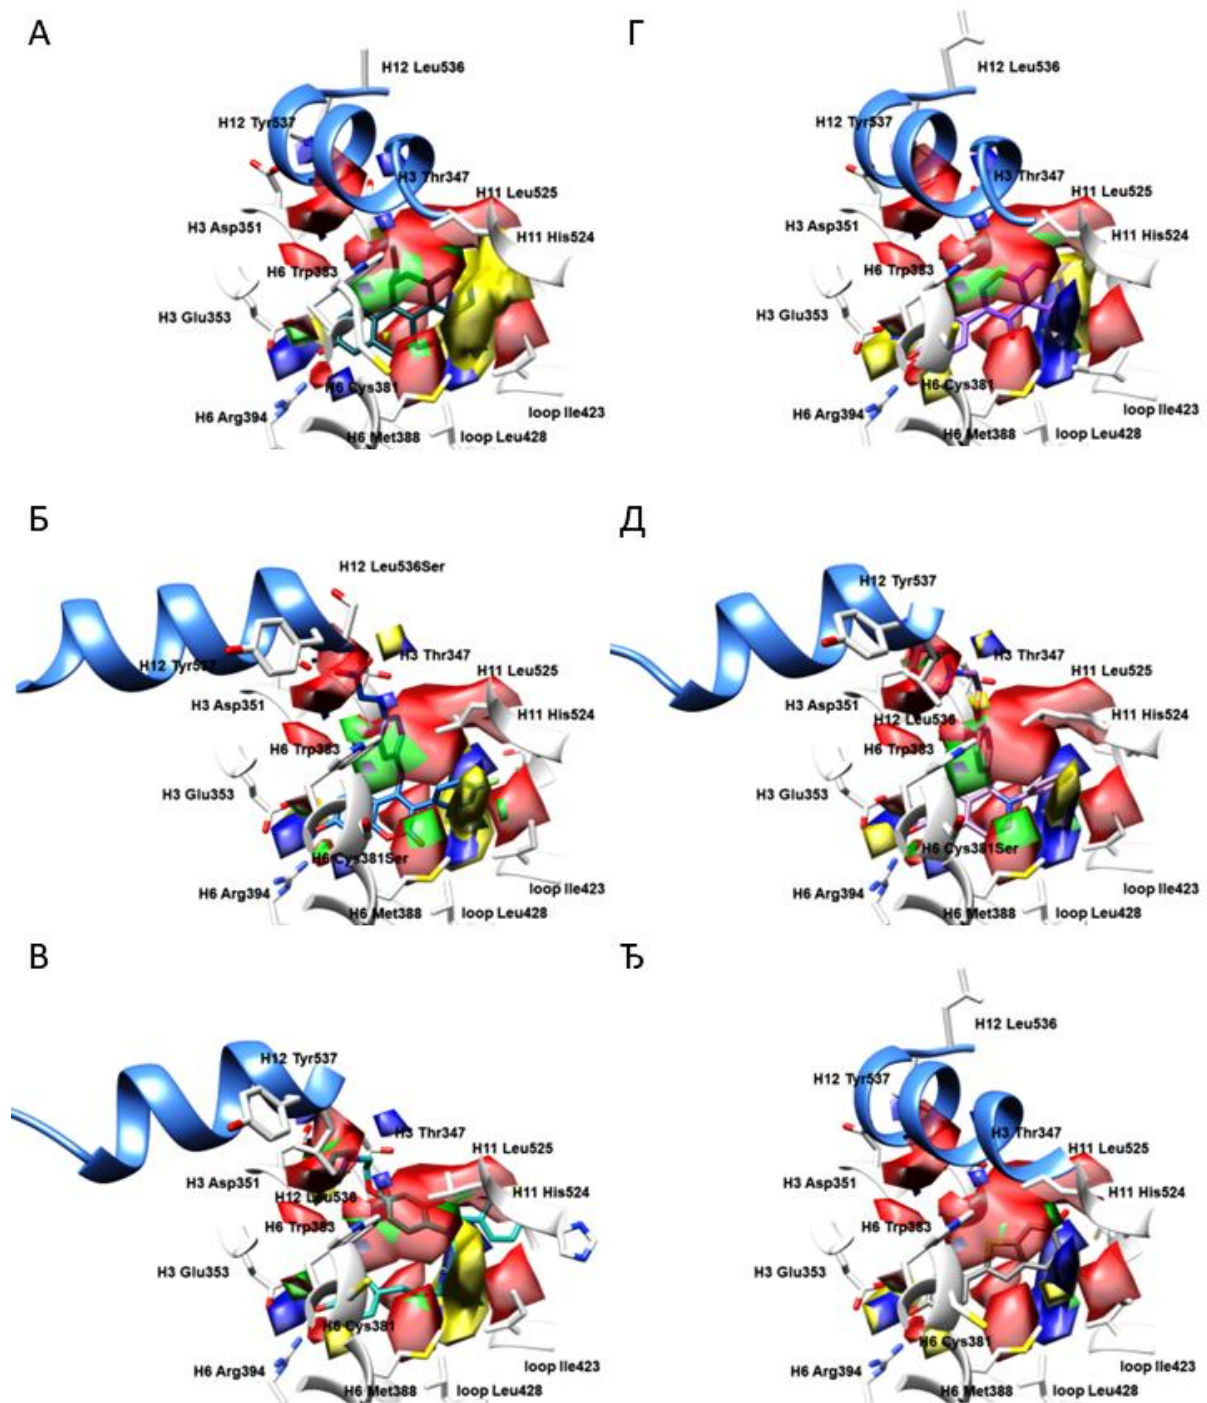 А
H12 Leu536
H12 Tyr537
H3 Thr347
H11 Leu525
H3 Asp351
H11 His524
H6 Trp383
H3 Glu353
H6 Cys381
H6 Arg394
loop Ile423
H6 Met388
loop Leu428
Г
H12 Leu536
H12 Tyr537
H3 Thr347
H11 Leu525
H3 Asp351
H11 His524
H6 Trp383
H3 Glu353
H6 Cys381
H6 Arg394
loop Ile423
H6 Met388
loop Leu428
Б
H12 Leu536Ser
H12 Tyr537
H3 Thr347
H11 Leu525
H3 Asp351
H11 His524
H6 Trp383
H3 Glu353
H6 Cys381Ser
H6 Arg394
loop Ile423
H6 Met388
loop Leu428
Д
H12 Tyr537
H3 Thr347
H11 Leu525
H3 Asp351
H12 Leu536
H11 His524
H6 Trp383
H3 Glu353
H6 Cys381Ser
H6 Arg394
loop Ile423
H6 Met388
loop Leu428
В
H12 Tyr537
H3 Thr347
H11 Leu525
H3 Asp351
H12 Leu536
H11 His524
H6 Trp383
H3 Glu353
H6 Cys381
H6 Arg394
loop Ile423
H6 Met388
loop Leu428
Ђ
H12 Leu536
H12 Tyr537
H3 Thr347
H11 Leu525
H3 Asp351
H11 His524
H6 Trp383
H3 Glu353
H6 Cys381
H6 Arg394
loop Ile423
H6 Met388
loop Leu428